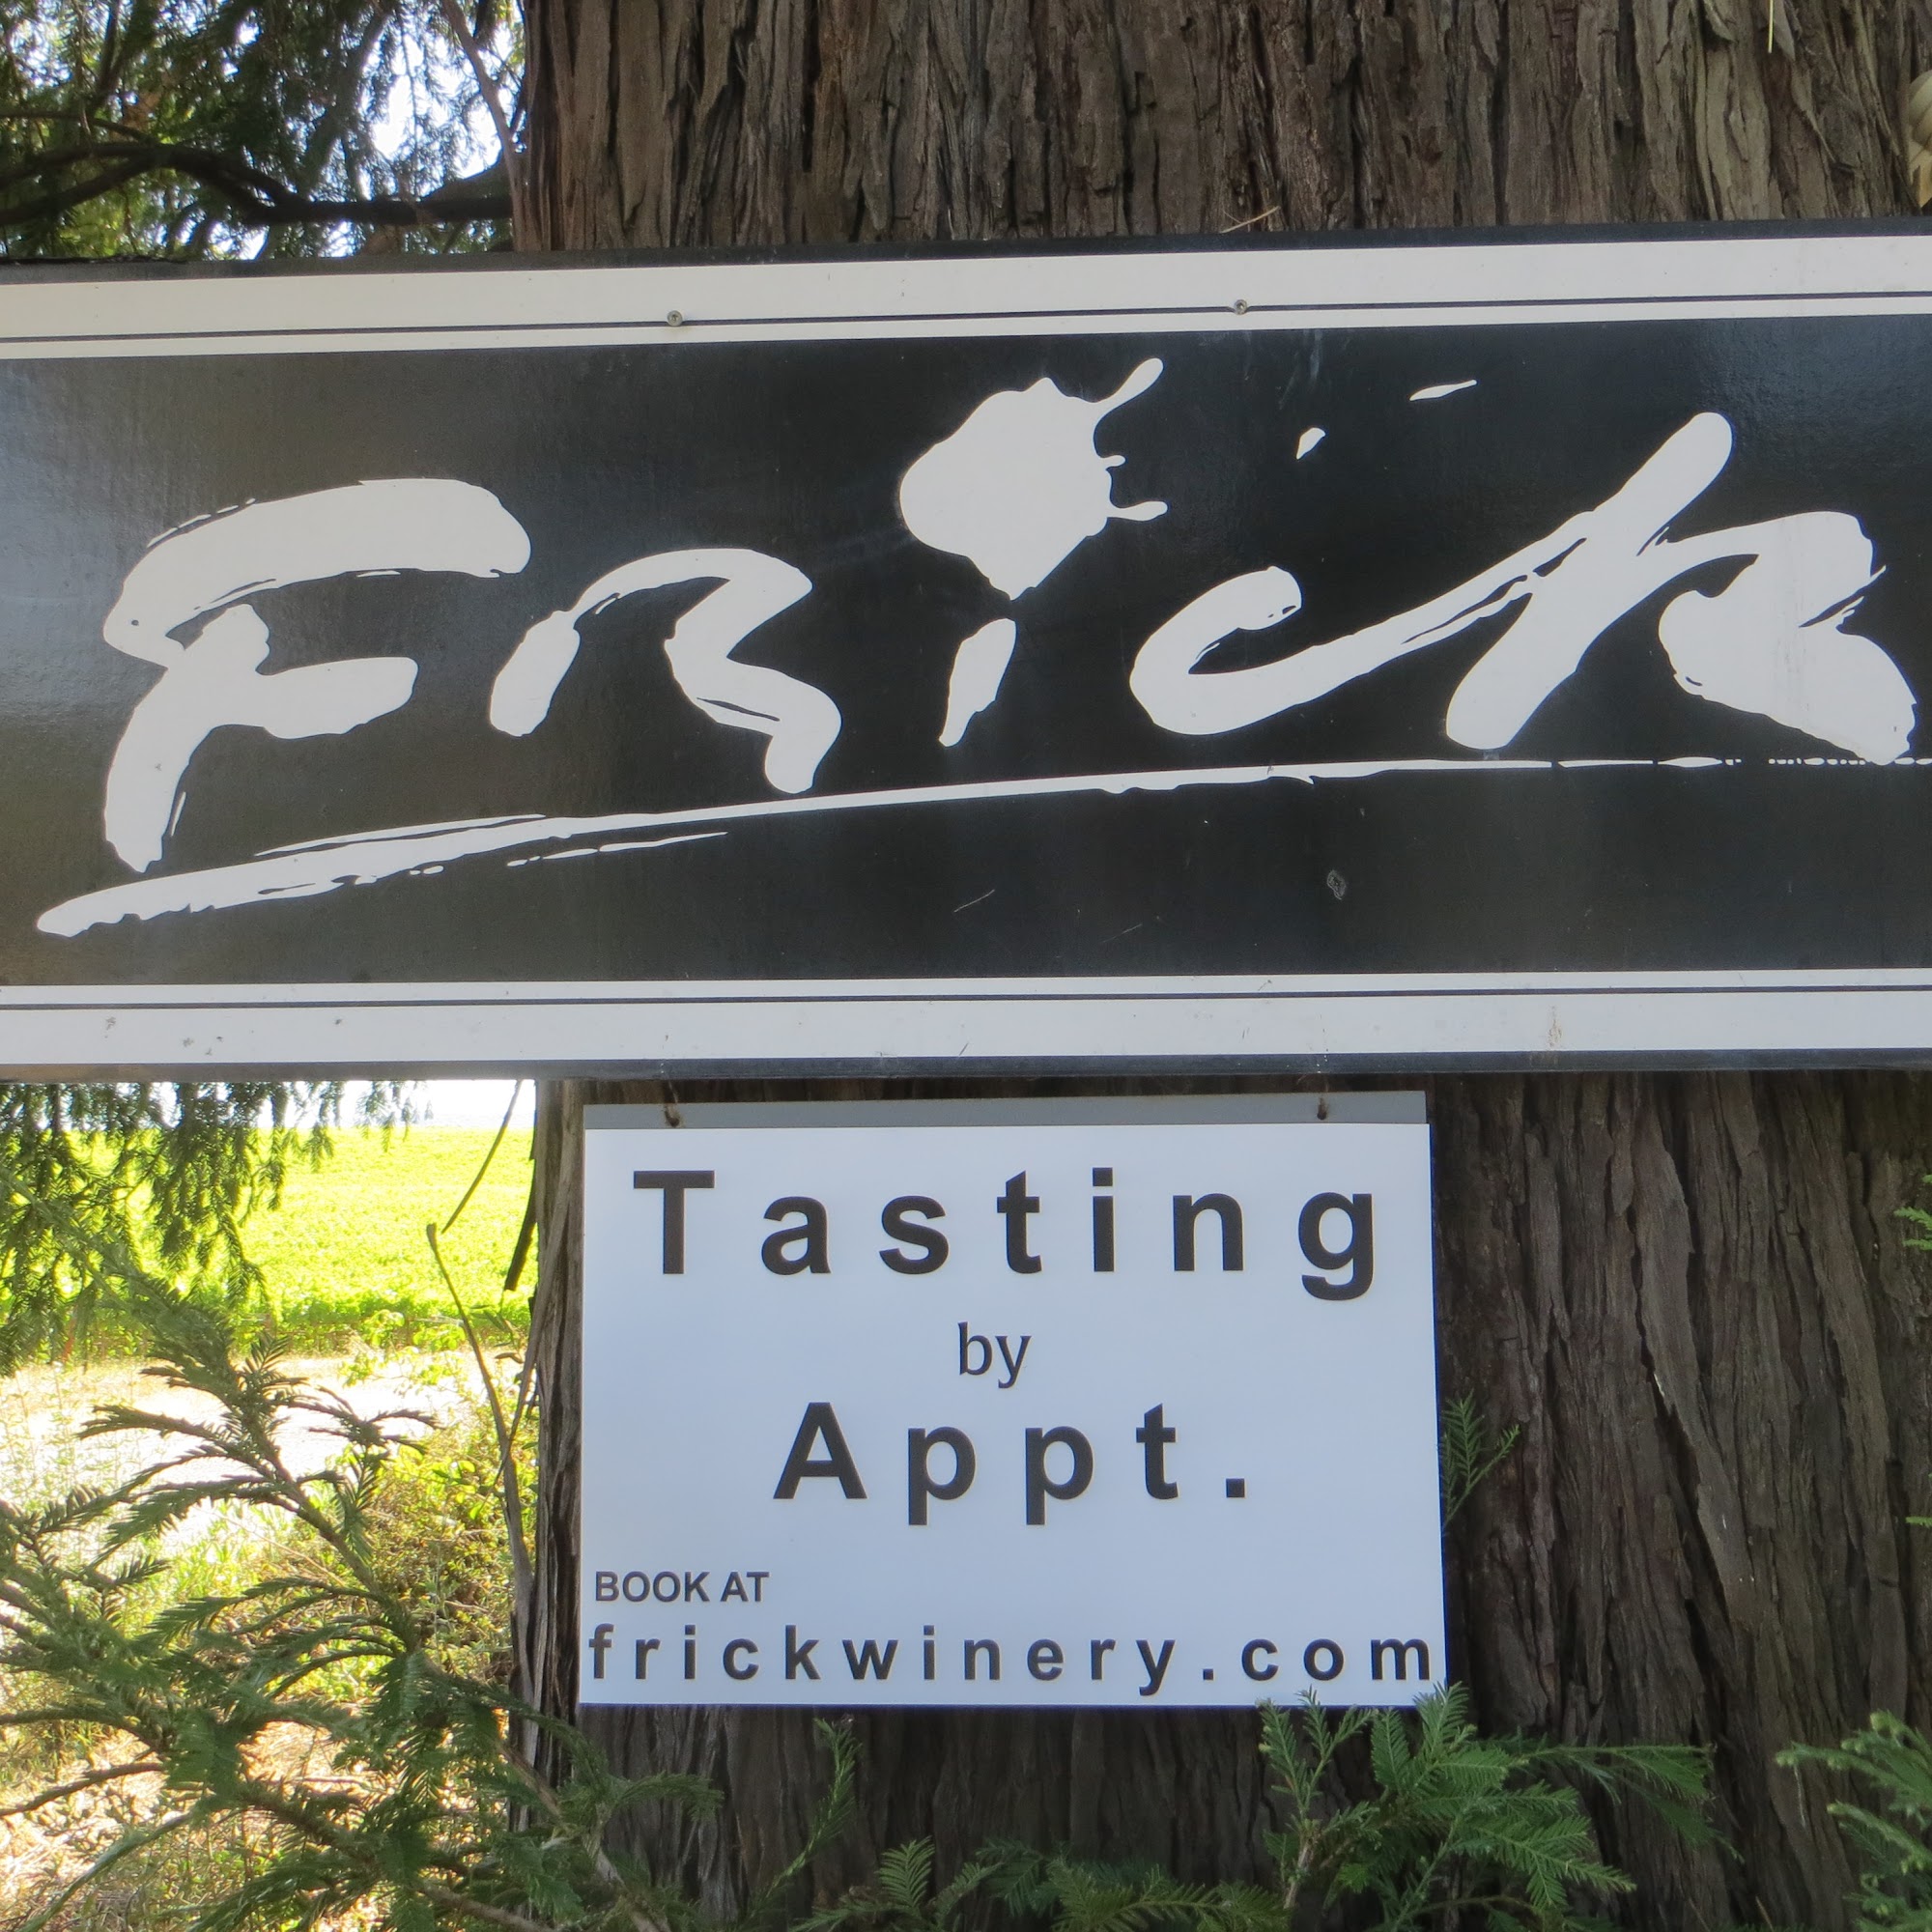 FRick
Tasting
by
Appt.
BOOK AT
frickwinery.com